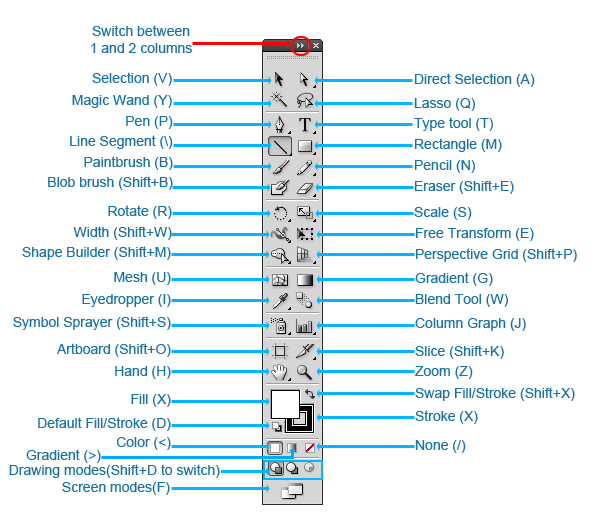 Switch between
1 and 2 columns
Selection (V)
Direct Selection (A)
Magic Wand (Y)
Lasso (Q)
Pen (P)
Type tool (T)
Line Segment (\)
Rectangle (M)
Paintbrush (B)
Pencil (N)
Blob brush (Shift+B)
Eraser (Shift+E)
Rotate (R)
Scale (S)
Width (Shift+W)
Free Transform (E)
Shape Builder (Shift+M)
Perspective Grid (Shift+P)
Mesh (U)
Gradient (G)
Eyedropper (I)
Blend Tool (W)
Symbol Sprayer (Shift+S)
Column Graph (J)
Artboard (Shift+O)
Slice (Shift+K)
Hand (H)
Zoom (Z)
Fill (X)
Swap Fill/Stroke (Shift+X)
Default Fill/Stroke (D)
Stroke (X)
Color (<)
None (/)
Gradient (>)
Drawing modes(Shift+D to switch)
Screen modes(F)